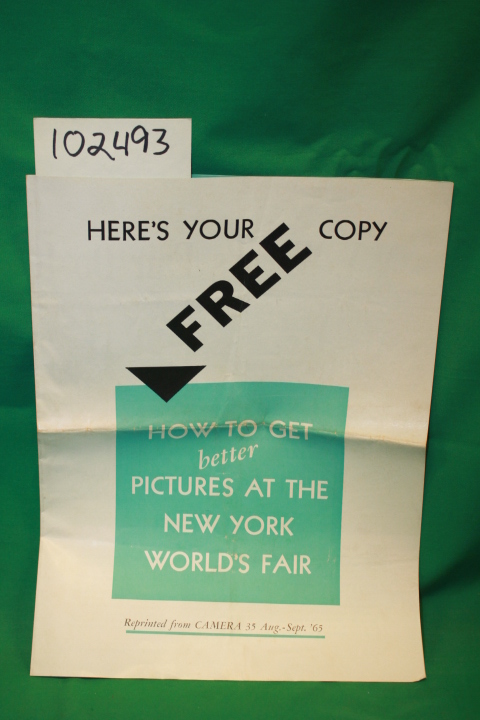 102493
HERE'S YOUR FREE COPY
HOW TO GET
better
PICTURES AT THE
NEW YORK
WORLD'S FAIR
Reprinted from CAMERA 35 Aug.-Sept. '65